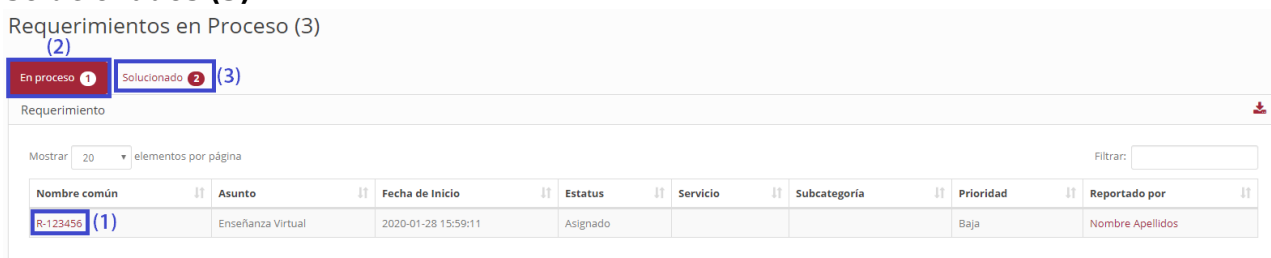 Requerimientos en Proceso (3)
(2)
En proceso 1 Solucionado 2 (3)
Requerimiento
Mostrar 20 elementos por página Filtrar:
Nombre común Asunto Fecha de Inicio Estatus Servicio Subcategoría Prioridad Reportado por
R-123456 (1) Enseñanza Virtual 2020-01-28 15:59:11 Asignado Baja Nombre Apellidos